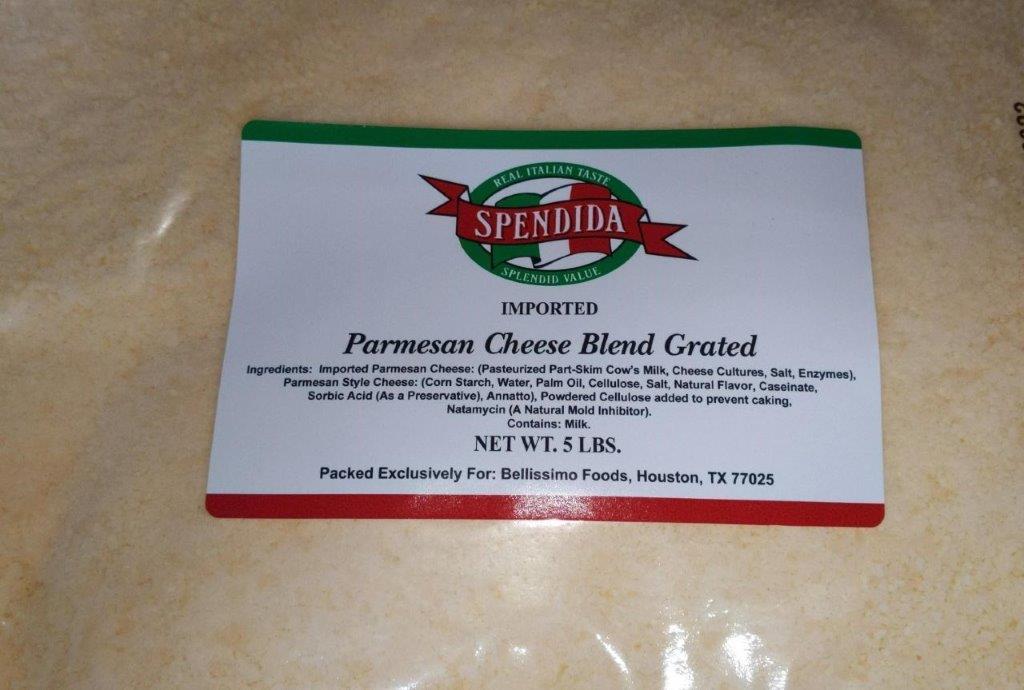 REAL ITALIAN TASTE
SPENDIDA
SPLENDID VALUE
IMPORTED
Parmesan Cheese Blend Grated
Ingredients: Imported Parmesan Cheese: (Pasteurized Part-Skim Cow's Milk, Cheese Cultures, Salt, Enzymes),
Parmesan Style Cheese: (Corn Starch, Water, Palm Oil, Cellulose, Salt, Natural Flavor, Caseinate,
Sorbic Acid (As a Preservative), Annatto), Powdered Cellulose added to prevent caking,
Natamycin (A Natural Mold Inhibitor).
Contains: Milk.
NET WT. 5 LBS.
Packed Exclusively For: Bellissimo Foods, Houston, TX 77025